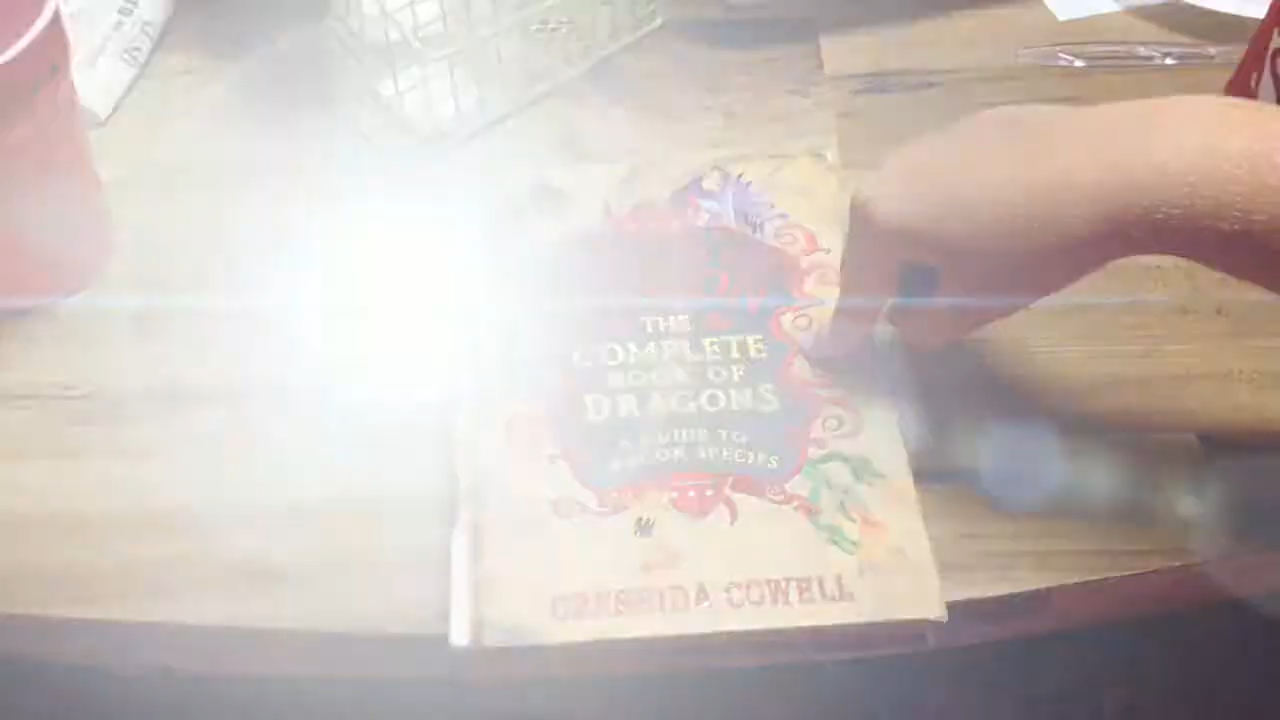 THE
COMPLETE
BOOK OF
DRAGONS
A GUIDE TO
DRAGON SPECIES
CRESSIDA COWELL